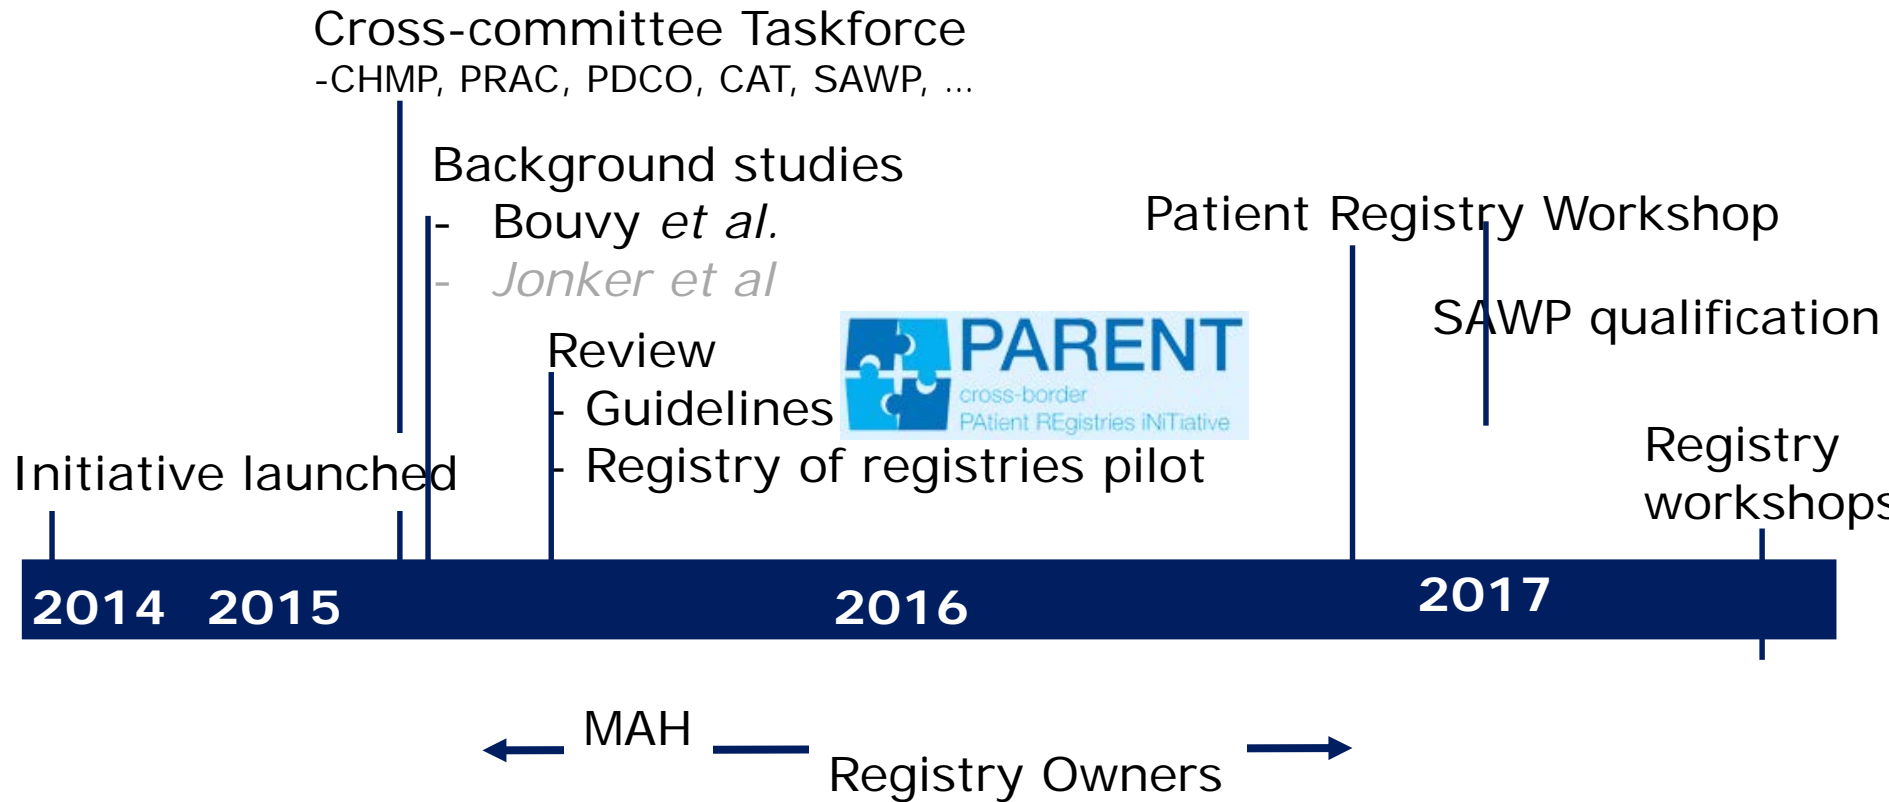 Cross-committee Taskforce
-CHMP, PRAC, PDCO, CAT, SAWP, ...
Background studies
- Bouvy et al.
- Jonker et al
Patient Registry Workshop
SAWP qualification
Review
- Guidelines
- Registry of registries pilot
PARENT
cross-border
PAtient REgistries iNiTiative
Initiative launched
Registry
workshops
2014 2015 2016 2017
MAH
Registry Owners